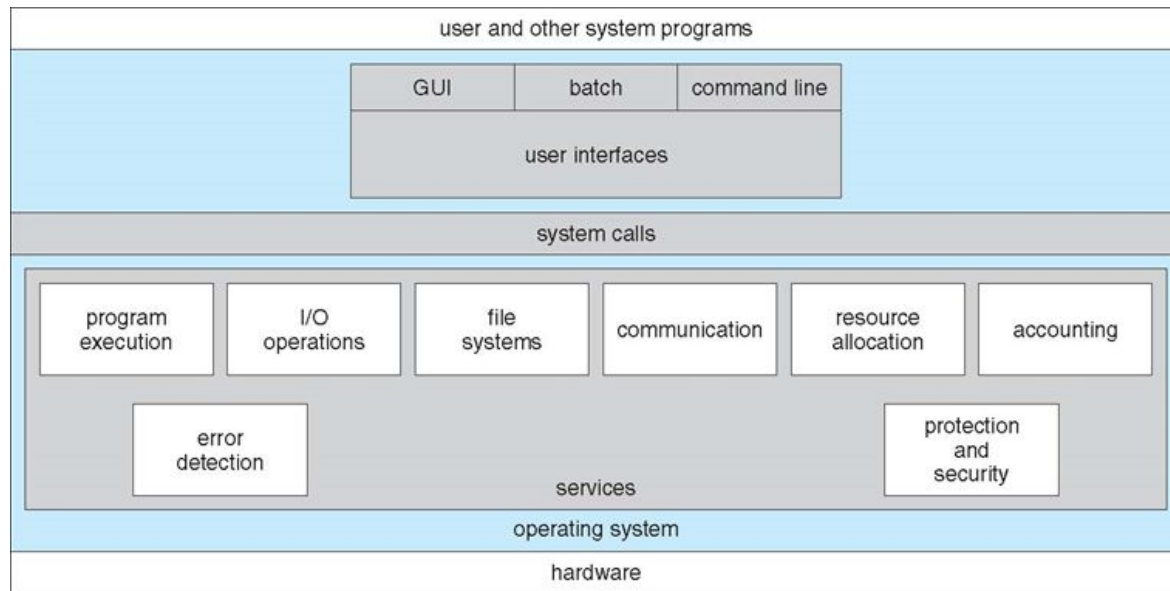 user and other system programs
GUI
batch
command line
user interfaces
system calls
program
execution
I/O
operations
file
systems
communication
resource
allocation
accounting
error
detection
protection
and
security
services
operating system
hardware